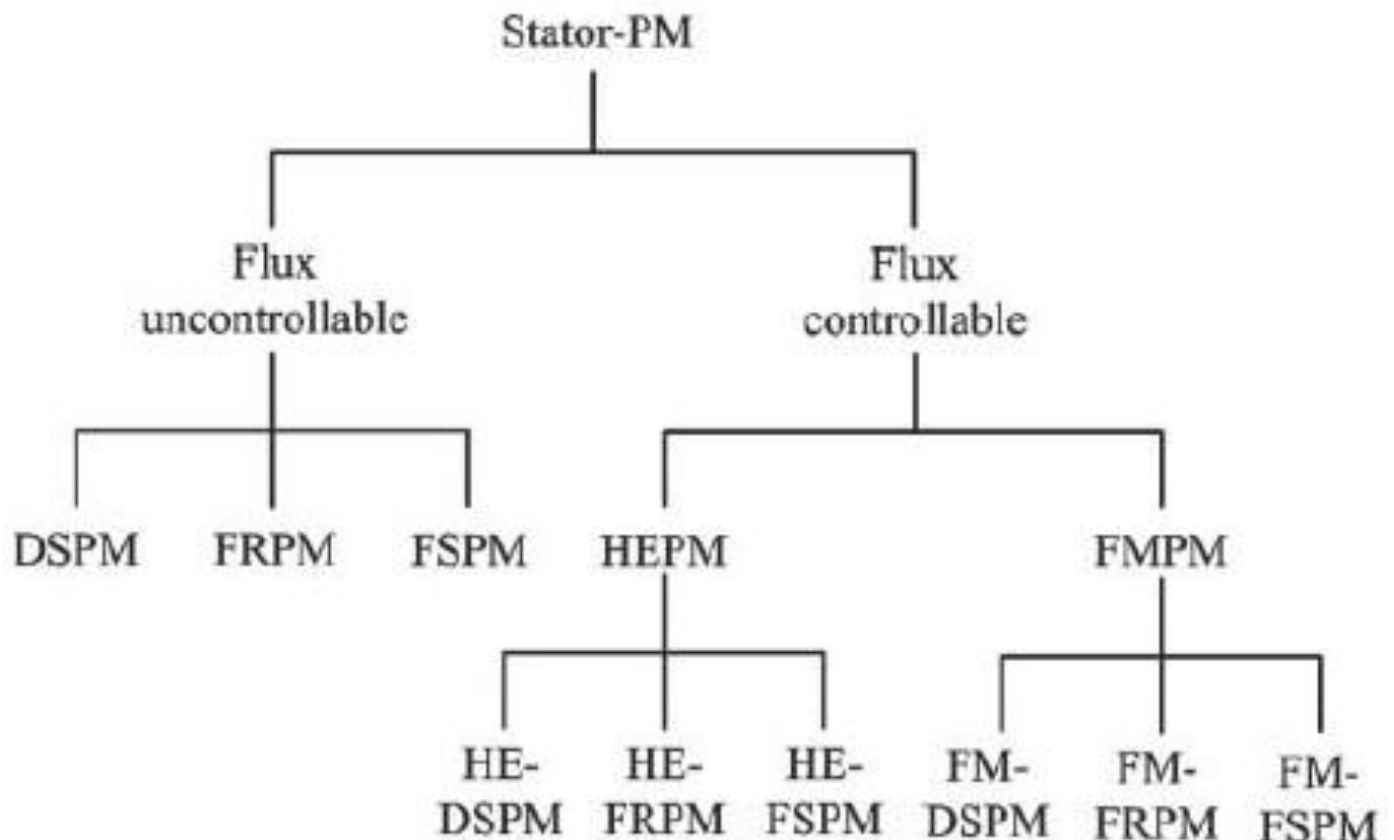 Stator-PM
Flux
uncontrollable
Flux
controllable
DSPM
FRPM
FSPM
HEPM
FMPM
HE-
DSPM
HE-
FRPM
HE-
FSPM
FM-
DSPM
FM-
FRPM
FM-
FSPM